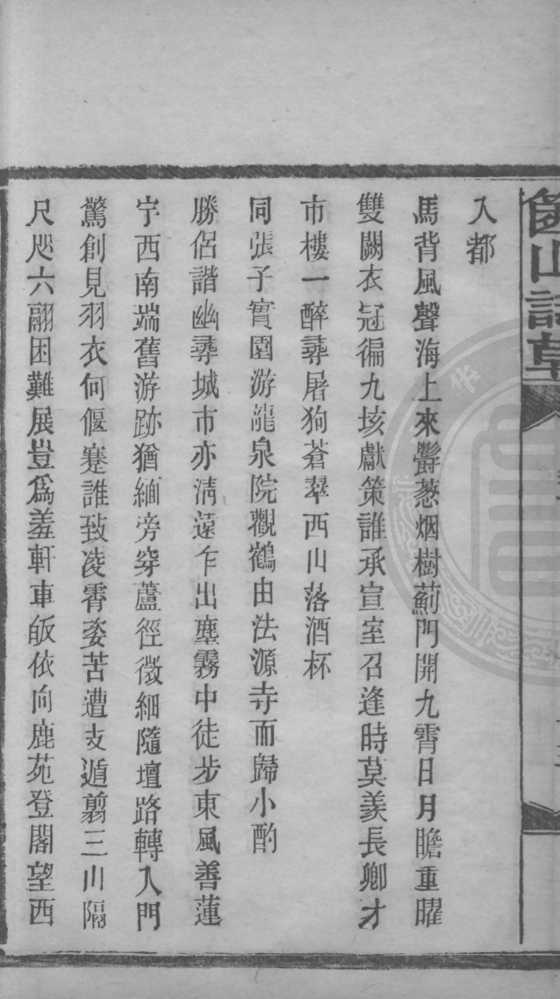 山詩草
入都
馬背風聲海上來鬱蔥烟樹薊門開九霄日月瞻重曜
雙闕衣冠徧九垓獻策誰承宣室召逢時莫羨長卿才
市樓一醉尋屠狗蒼翠西山落酒杯
同張子實園游龍泉院觀鶴由法源寺而歸小酌
勝侶諧幽尋城市亦清遠乍出塵霧中徒步東風善蓮
宇西南端舊游跡猶緬旁穿蘆徑微細隨壇路轉入門
驚創見羽衣何偃蹇誰致凌霄姿苦遭支遁翦三山隔
尺咫六翮困難展豈爲羞軒車皈依向鹿苑登閣望西